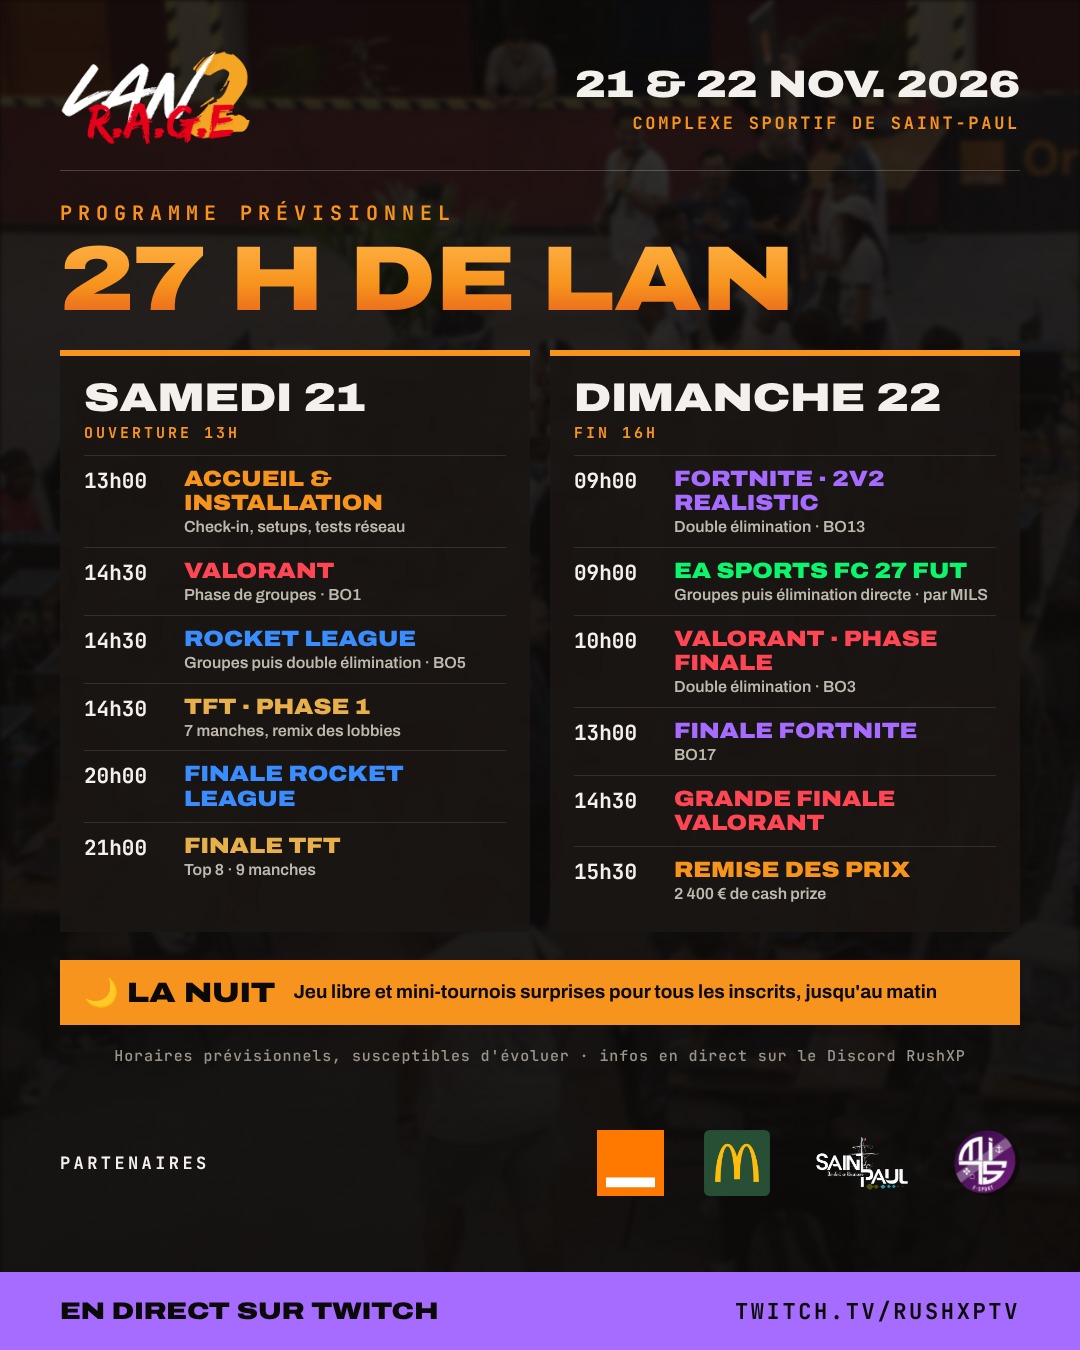 LAN 2
R.A.G.E
21 & 22 NOV. 2026
COMPLEXE SPORTIF DE SAINT-PAUL
Or
PROGRAMME PRÉVISIONNEL
27 H DE LAN
SAMEDI 21
OUVERTURE 13H
13h00 ACCUEIL &
INSTALLATION
Check-in, setups, tests réseau
14h30 VALORANT
Phase de groupes · BO1
14h30 ROCKET LEAGUE
Groupes puis double élimination · BO5
14h30 TFT · PHASE 1
7 manches, remix des lobbies
20h00 FINALE ROCKET
LEAGUE
21h00 FINALE TFT
Top 8 · 9 manches
DIMANCHE 22
FIN 16H
09h00 FORTNITE · 2V2
REALISTIC
Double élimination · BO13
09h00 EA SPORTS FC 27 FUT
Groupes puis élimination directe · par MILS
10h00 VALORANT · PHASE
FINALE
Double élimination · BO3
13h00 FINALE FORTNITE
BO17
14h30 GRANDE FINALE
VALORANT
15h30 REMISE DES PRIX
2 400 € de cash prize
🌙 LA NUIT Jeu libre et mini-tournois surprises pour tous les inscrits, jusqu'au matin
Horaires prévisionnels, susceptibles d'évoluer · infos en direct sur le Discord RushXP
PARTENAIRES
SAINT
PAUL
MILS
EN DIRECT SUR TWITCH
TWITCH.TV/RUSHXPTV